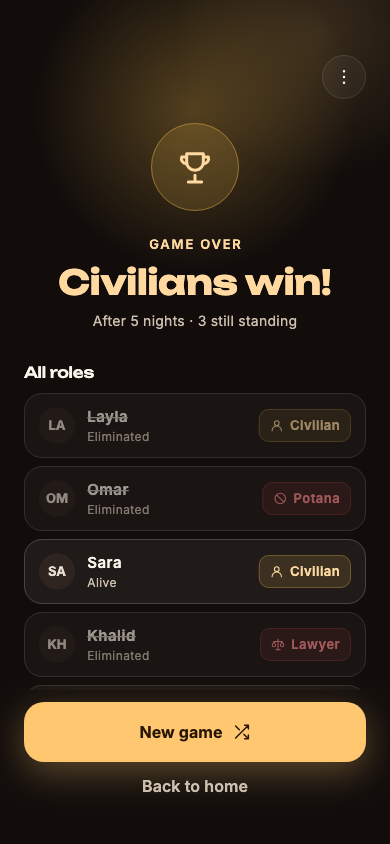 GAME OVER
Civilians win!
After 5 nights · 3 still standing
All roles
LA
Layla
Eliminated
Civilian
OM
Omar
Eliminated
Potana
SA
Sara
Alive
Civilian
KH
Khalid
Eliminated
Lawyer
New game
Back to home